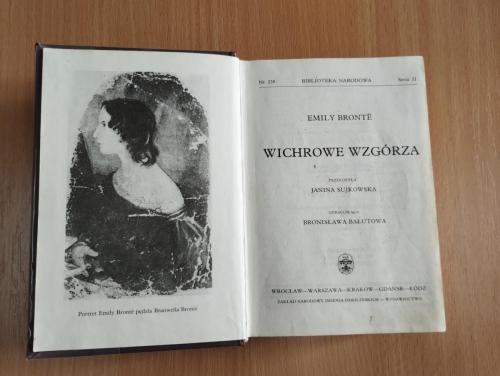 Portret Emily Brontë pędzla Branwella Brontë
Nr 239 BIBLIOTEKA NARODOWA Seria II
EMILY BRONTË
WICHROWE WZGÓRZA
PRZEŁOŻYŁA
JANINA SUJKOWSKA
OPRACOWAŁA
BRONISŁAWA BAŁUTOWA
WROCŁAW—WARSZAWA—KRAKÓW—GDAŃSK—ŁÓDŹ
ZAKŁAD NARODOWY IMIENIA OSSOLIŃSKICH — WYDAWNICTWO